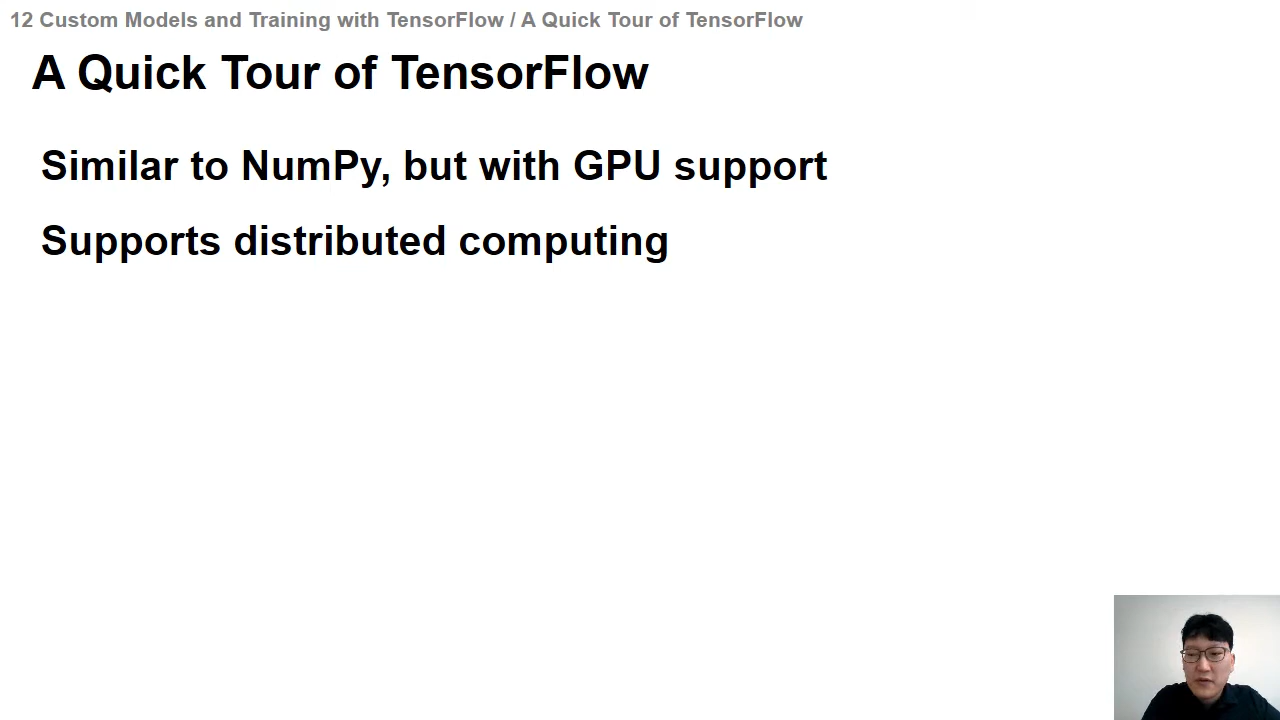 12 Custom Models and Training with TensorFlow / A Quick Tour of TensorFlow
A Quick Tour of TensorFlow
Similar to NumPy, but with GPU support
Supports distributed computing